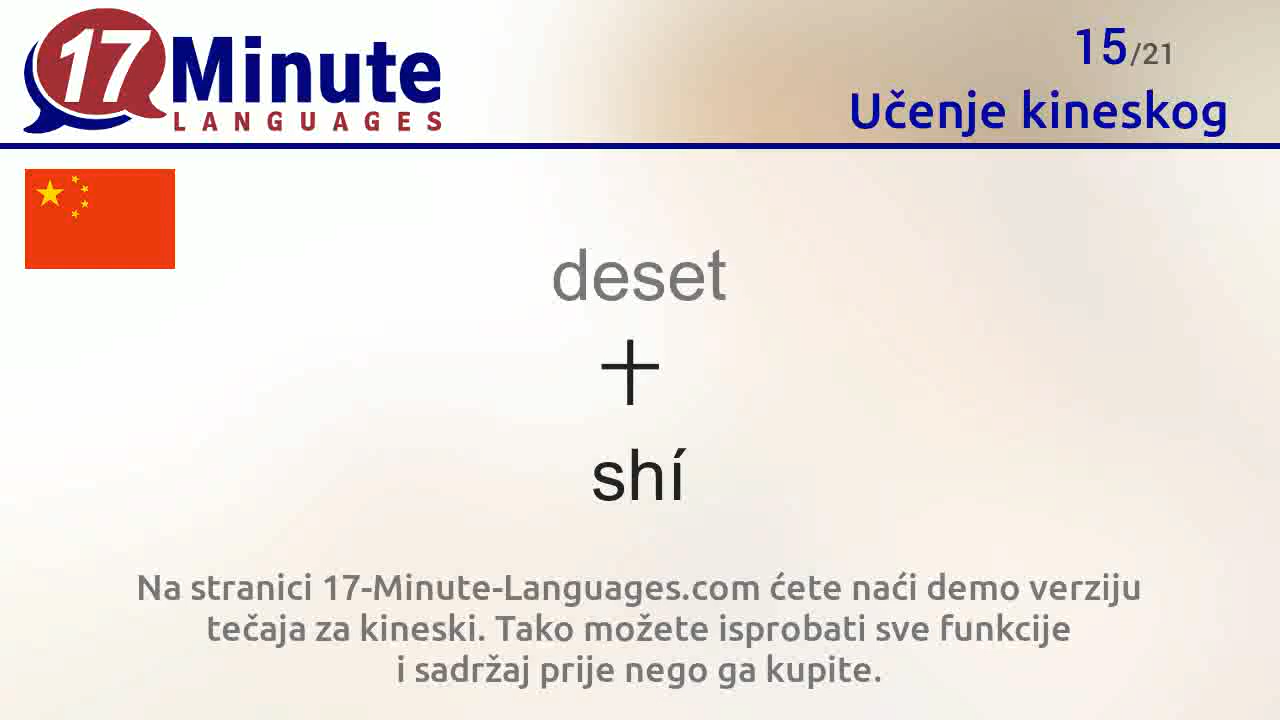 17 Minute
LANGUAGES
15/21
Učenje kineskog
deset
十
shí
Na stranici 17-Minute-Languages.com ćete naći demo verziju
tečaja za kineski. Tako možete isprobati sve funkcije
i sadržaj prije nego ga kupite.